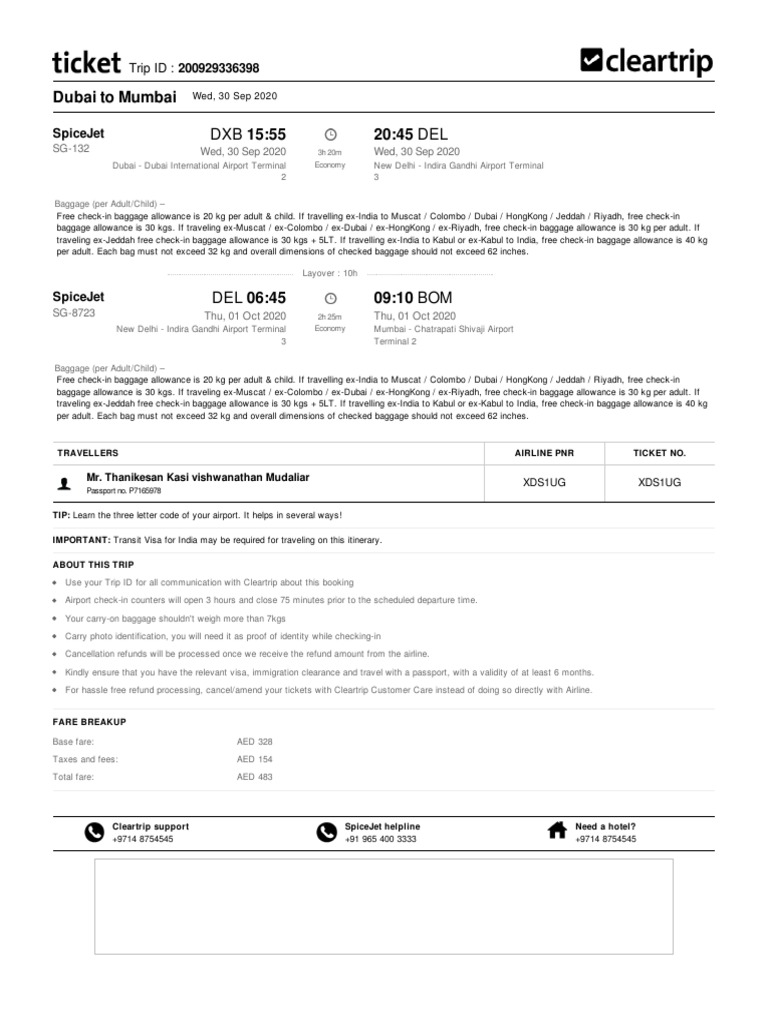 ticket Trip ID : 200929336398
cleartrip
Dubai to Mumbai Wed, 30 Sep 2020
SpiceJet
SG-132
DXB 15:55
Wed, 30 Sep 2020
Dubai - Dubai International Airport Terminal
2
3h 20m
Economy
20:45 DEL
Wed, 30 Sep 2020
New Delhi - Indira Gandhi Airport Terminal
3
Baggage (per Adult/Child) –
Free check-in baggage allowance is 20 kg per adult & child. If travelling ex-India to Muscat / Colombo / Dubai / HongKong / Jeddah / Riyadh, free check-in
baggage allowance is 30 kgs. If traveling ex-Muscat / ex-Colombo / ex-Dubai / ex-HongKong / ex-Riyadh, free check-in baggage allowance is 30 kg per adult. If
traveling ex-Jeddah free check-in baggage allowance is 30 kgs + 5LT. If travelling ex-India to Kabul or ex-Kabul to India, free check-in baggage allowance is 40 kg
per adult. Each bag must not exceed 32 kg and overall dimensions of checked baggage should not exceed 62 inches.
Layover : 10h
SpiceJet
SG-8723
DEL 06:45
Thu, 01 Oct 2020
New Delhi - Indira Gandhi Airport Terminal
3
2h 25m
Economy
09:10 BOM
Thu, 01 Oct 2020
Mumbai - Chatrapati Shivaji Airport
Terminal 2
Baggage (per Adult/Child) –
Free check-in baggage allowance is 20 kg per adult & child. If travelling ex-India to Muscat / Colombo / Dubai / HongKong / Jeddah / Riyadh, free check-in
baggage allowance is 30 kgs. If traveling ex-Muscat / ex-Colombo / ex-Dubai / ex-HongKong / ex-Riyadh, free check-in baggage allowance is 30 kg per adult. If
traveling ex-Jeddah free check-in baggage allowance is 30 kgs + 5LT. If travelling ex-India to Kabul or ex-Kabul to India, free check-in baggage allowance is 40 kg
per adult. Each bag must not exceed 32 kg and overall dimensions of checked baggage should not exceed 62 inches.
TRAVELLERS AIRLINE PNR TICKET NO.
Mr. Thanikesan Kasi vishwanathan Mudaliar XDS1UG XDS1UG
Passport no. P7165978
TIP: Learn the three letter code of your airport. It helps in several ways!
IMPORTANT: Transit Visa for India may be required for traveling on this itinerary.
ABOUT THIS TRIP
Use your Trip ID for all communication with Cleartrip about this booking
Airport check-in counters will open 3 hours and close 75 minutes prior to the scheduled departure time.
Your carry-on baggage shouldn't weigh more than 7kgs
Carry photo identification, you will need it as proof of identity while checking-in
Cancellation refunds will be processed once we receive the refund amount from the airline.
Kindly ensure that you have the relevant visa, immigration clearance and travel with a passport, with a validity of at least 6 months.
For hassle free refund processing, cancel/amend your tickets with Cleartrip Customer Care instead of doing so directly with Airline.
FARE BREAKUP
Base fare: AED 328
Taxes and fees: AED 154
Total fare: AED 483
Cleartrip support
+9714 8754545
SpiceJet helpline
+91 965 400 3333
Need a hotel?
+9714 8754545